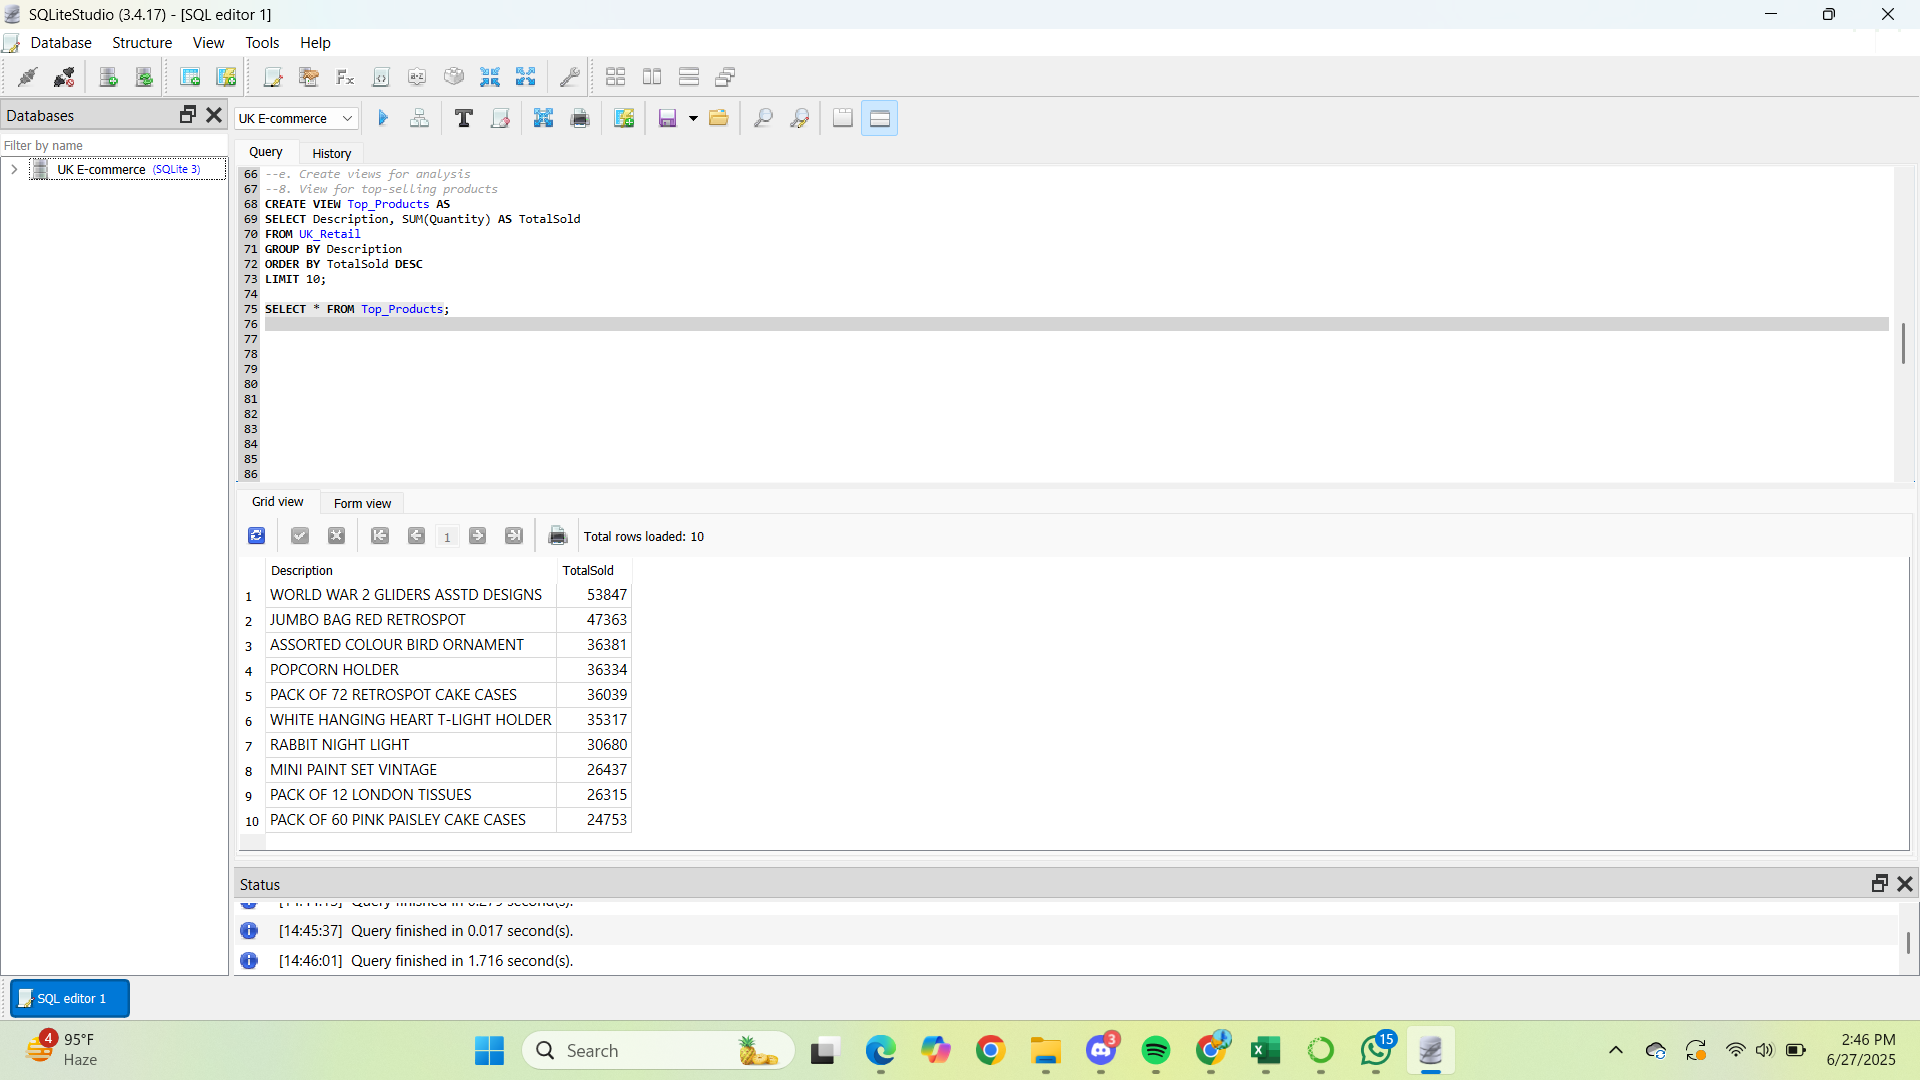 SQLiteStudio (3.4.17) - [SQL editor 1]
Database Structure View Tools Help
Databases
UK E-commerce
Filter by name
UK E-commerce (SQLite 3)
Query History
66 --e. Create views for analysis
67 --8. View for top-selling products
68 CREATE VIEW Top_Products AS
69 SELECT Description, SUM(Quantity) AS TotalSold
70 FROM UK_Retail
71 GROUP BY Description
72 ORDER BY TotalSold DESC
73 LIMIT 10;
74
75 SELECT * FROM Top_Products;
76
77
78
79
80
81
82
83
84
85
86
Grid view Form view
1 Total rows loaded: 10
Description TotalSold
1 WORLD WAR 2 GLIDERS ASSTD DESIGNS 53847
2 JUMBO BAG RED RETROSPOT 47363
3 ASSORTED COLOUR BIRD ORNAMENT 36381
4 POPCORN HOLDER 36334
5 PACK OF 72 RETROSPOT CAKE CASES 36039
6 WHITE HANGING HEART T-LIGHT HOLDER 35317
7 RABBIT NIGHT LIGHT 30680
8 MINI PAINT SET VINTAGE 26437
9 PACK OF 12 LONDON TISSUES 26315
10 PACK OF 60 PINK PAISLEY CAKE CASES 24753
Status
Query finished in
[14:45:37] Query finished in 0.017 second(s).
[14:46:01] Query finished in 1.716 second(s).
SQL editor 1
4 95°F
Haze
Search
3
15
2:46 PM
6/27/2025